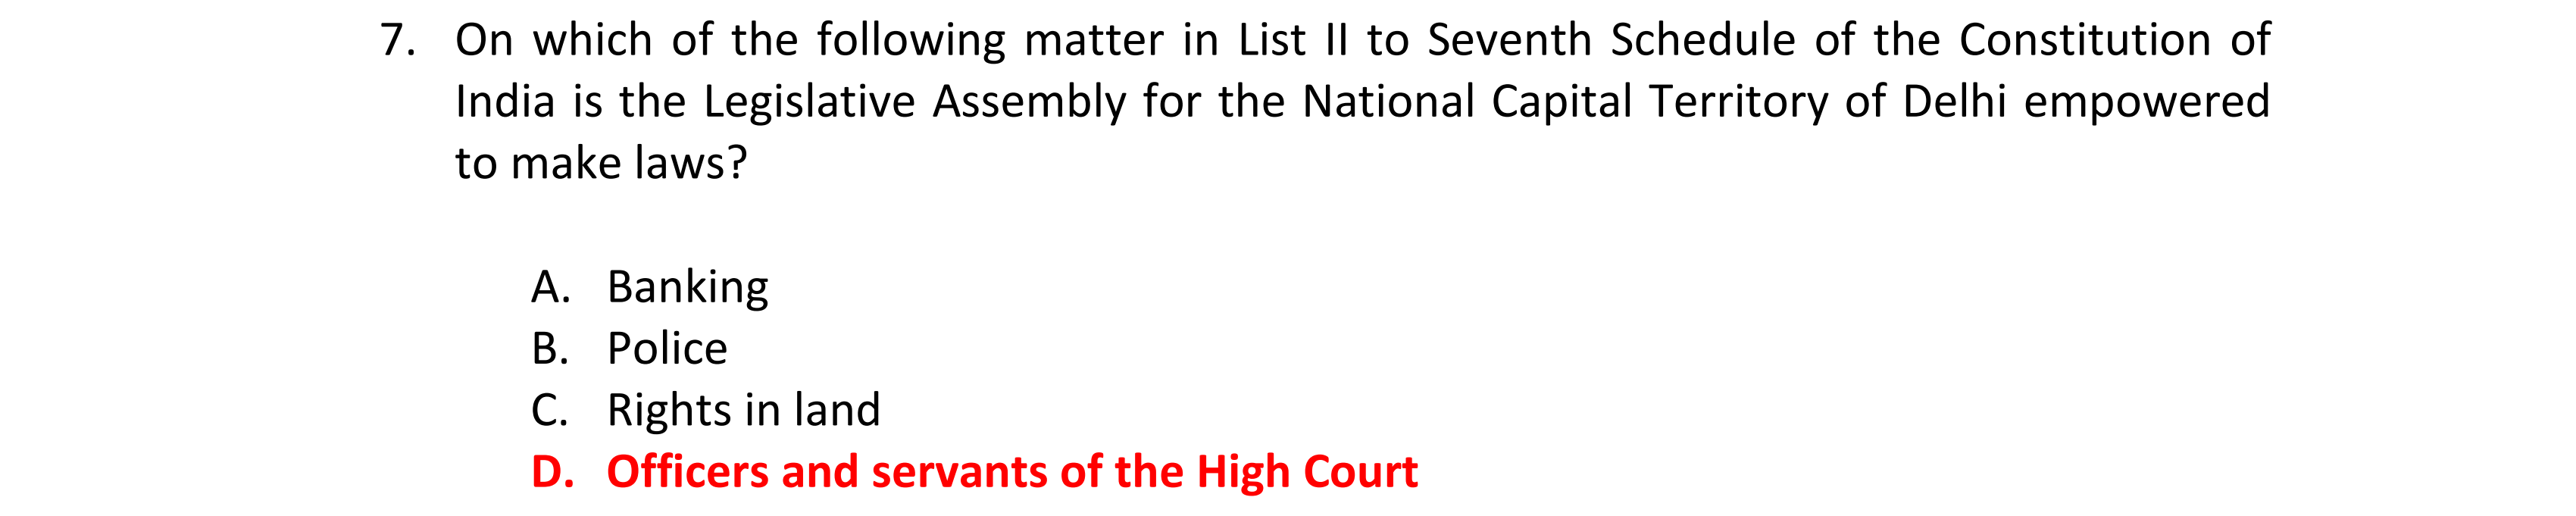 7. On which of the following matter in List II to Seventh Schedule of the Constitution of
India is the Legislative Assembly for the National Capital Territory of Delhi empowered
to make laws?
A. Banking
B. Police
C. Rights in land
D. Officers and servants of the High Court